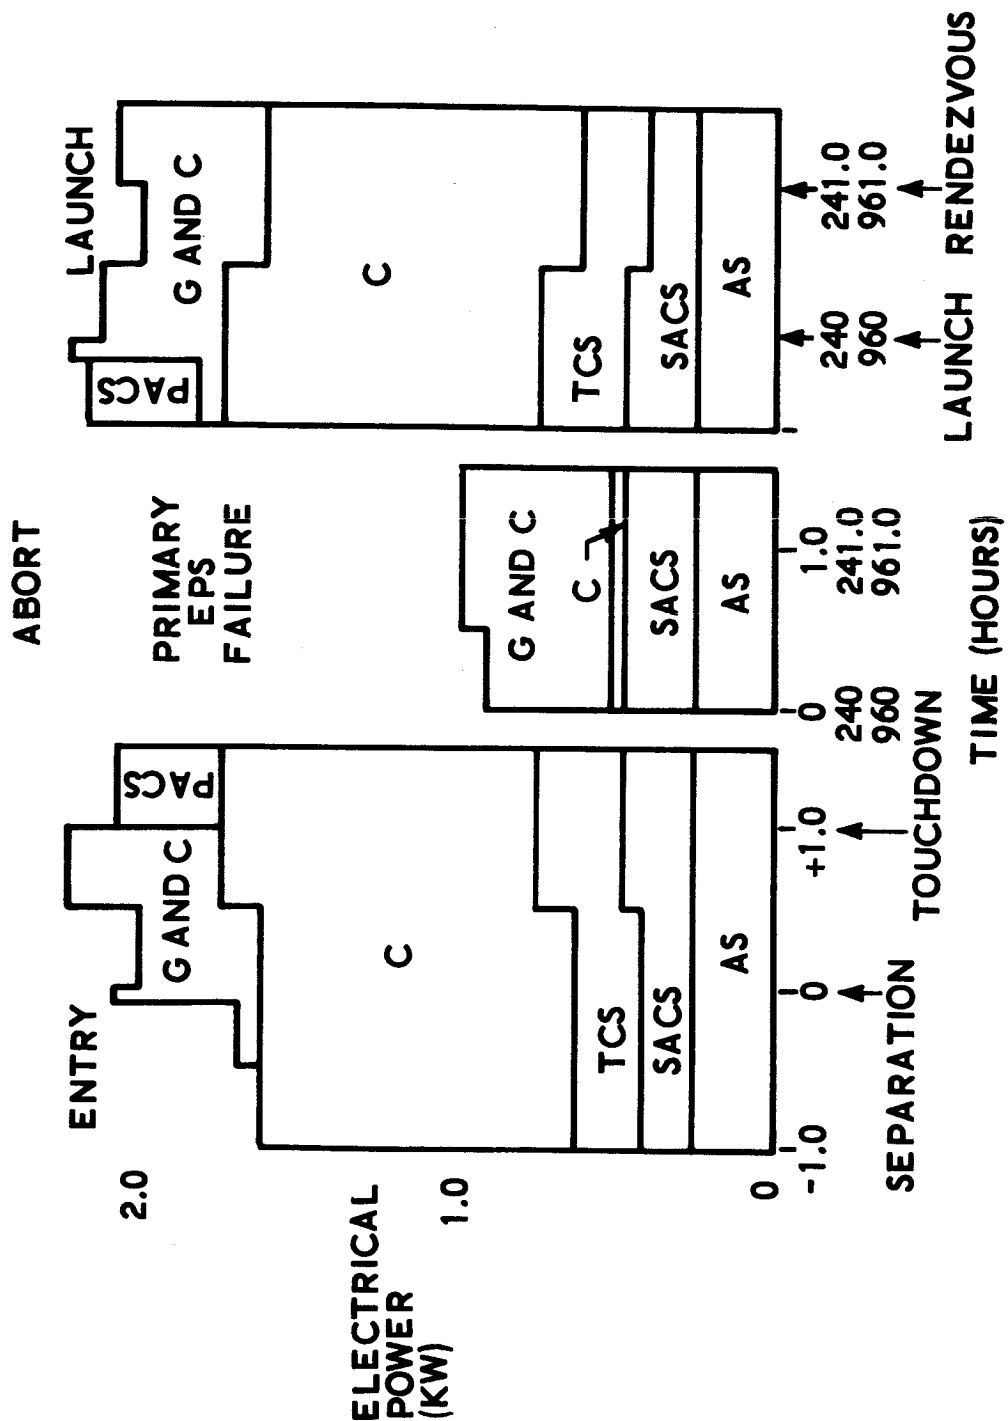 ABORT
ENTRY
PRIMARY
EPS
FAILURE
LAUNCH
ELECTRICAL
POWER
(KW)
2.0
1.0
0
G AND C
PACS
C
TCS
SACS
AS
G AND C
C
SACS
AS
PACS
G AND C
C
TCS
SACS
AS
-1.0
0
+1.0
0
1.0
240
960
241.0
961.0
240
960
241.0
961.0
SEPARATION
TOUCHDOWN
LAUNCH
RENDEZVOUS
TIME (HOURS)